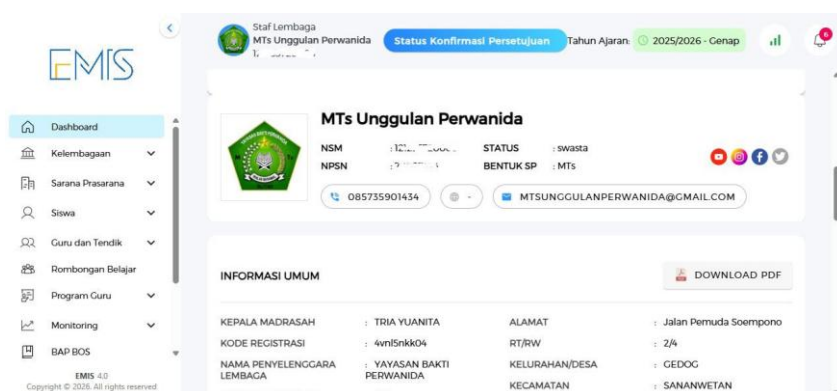 EMIS
Dashboard
Kelembagaan
Sarana Prasarana
Siswa
Guru dan Tendik
Rombongan Belajar
Program Guru
Monitoring
BAP BOS
EMIS 4.0
Copyright © 2026. All rights reserved
Staf Lembaga
MTs Unggulan Perwanida
Status Konfirmasi Persetujuan
Tahun Ajaran:
2025/2026 - Genap
6
MTs Unggulan Perwanida
NSM
STATUS : swasta
NPSN
BENTUK SP : MTs
085735901434
-
MTSUNGGULANPERWANIDA@GMAIL.COM
INFORMASI UMUM
DOWNLOAD PDF
KEPALA MADRASAH : TRIA YUANITA
KODE REGISTRASI : 4vnl5nkk04
NAMA PENYELENGGARA LEMBAGA : YAYASAN BAKTI PERWANIDA
ALAMAT : Jalan Pemuda Soempono
RT/RW : 2/4
KELURAHAN/DESA : GEDOG
KECAMATAN : SANANWETAN